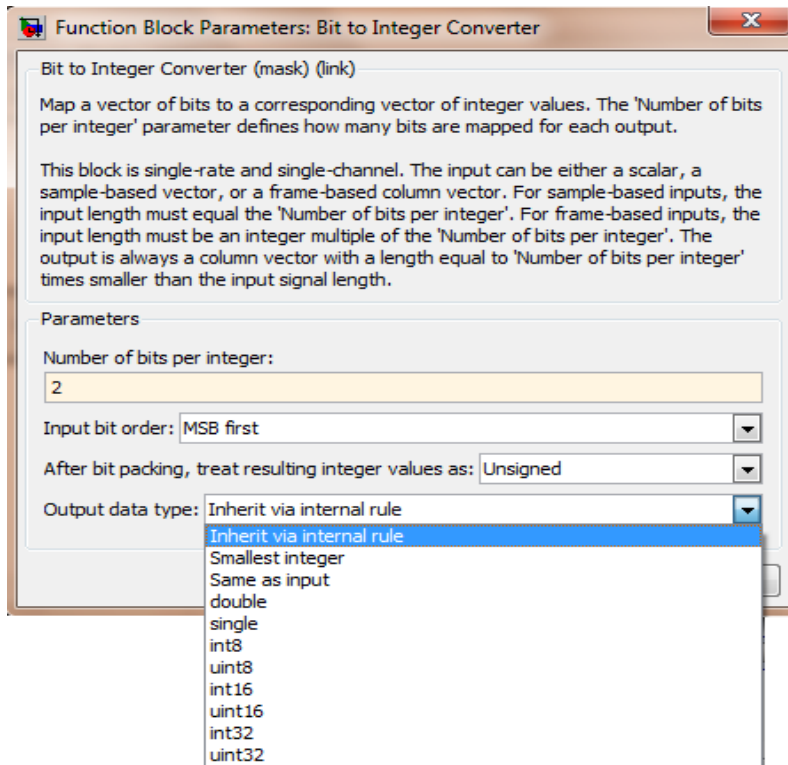 Function Block Parameters: Bit to Integer Converter
Bit to Integer Converter (mask) (link)
Map a vector of bits to a corresponding vector of integer values. The 'Number of bits
per integer' parameter defines how many bits are mapped for each output.
This block is single-rate and single-channel. The input can be either a scalar, a
sample-based vector, or a frame-based column vector. For sample-based inputs, the
input length must equal the 'Number of bits per integer'. For frame-based inputs, the
input length must be an integer multiple of the 'Number of bits per integer'. The
output is always a column vector with a length equal to 'Number of bits per integer'
times smaller than the input signal length.
Parameters
Number of bits per integer:
2
Input bit order: MSB first
After bit packing, treat resulting integer values as: Unsigned
Output data type: Inherit via internal rule
Inherit via internal rule
Smallest integer
Same as input
double
single
int8
uint8
int16
uint16
int32
uint32